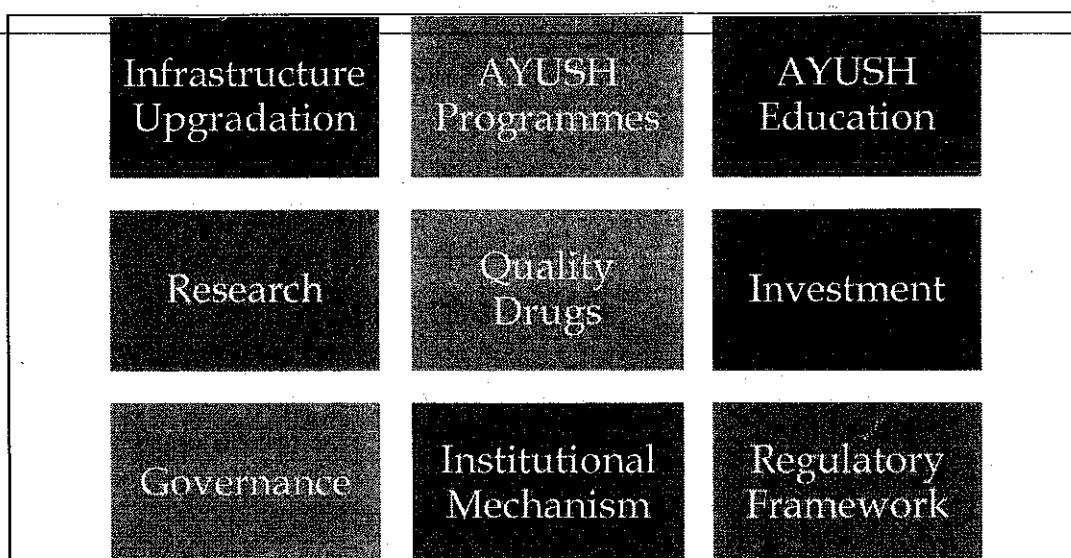 Infrastructure
Upgradation
AYUSH
Programmes
AYUSH
Education
Research
Quality
Drugs
Investment
Governance
Institutional
Mechanism
Regulatory
Framework